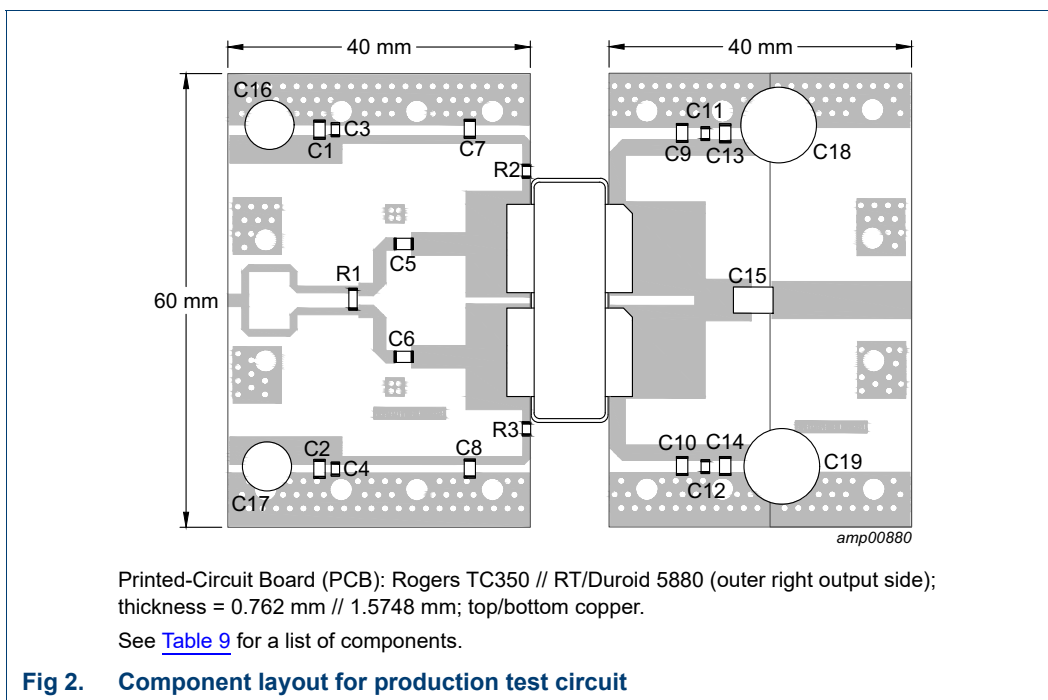 40 mm
40 mm
C16
C11
C3
C1
C7
C9
C13
C18
R2
R1
C5
C15
60 mm
C6
R3
C2
C8
C10
C14
C4
C19
C17
C12
amp00880
Printed-Circuit Board (PCB): Rogers TC350 // RT/Duroid 5880 (outer right output side);
thickness = 0.762 mm // 1.5748 mm; top/bottom copper.
See Table 9 for a list of components.
Fig 2. Component layout for production test circuit